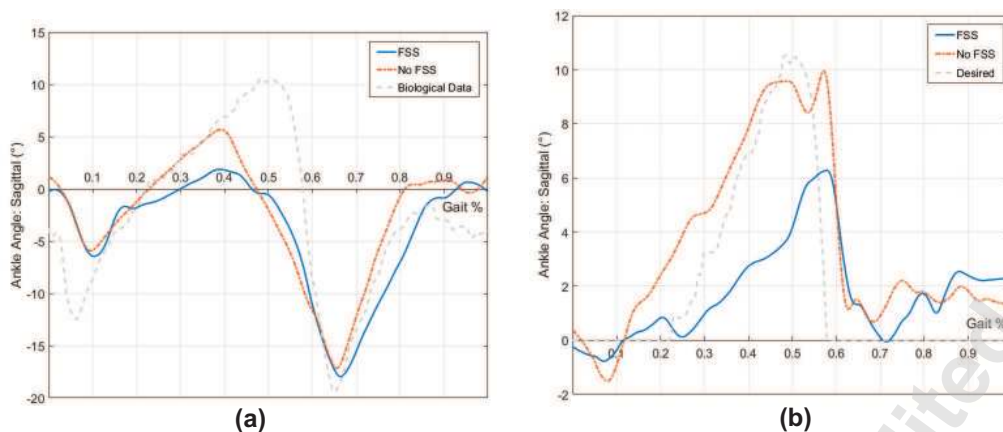 15
10
5
0
-5
-10
-15
-20
Ankle Angle: Sagittal (°)
0.1 0.2 0.3 0.4 0.5 0.6 0.7 0.8 0.9
Gait %
FSS
No FSS
Biological Data
(a)
12
10
8
6
4
2
0
-2
Ankle Angle: Sagittal (°)
0.1 0.2 0.3 0.4 0.5 0.6 0.7 0.8 0.9
Gait %
FSS
No FSS
Desired
(b)